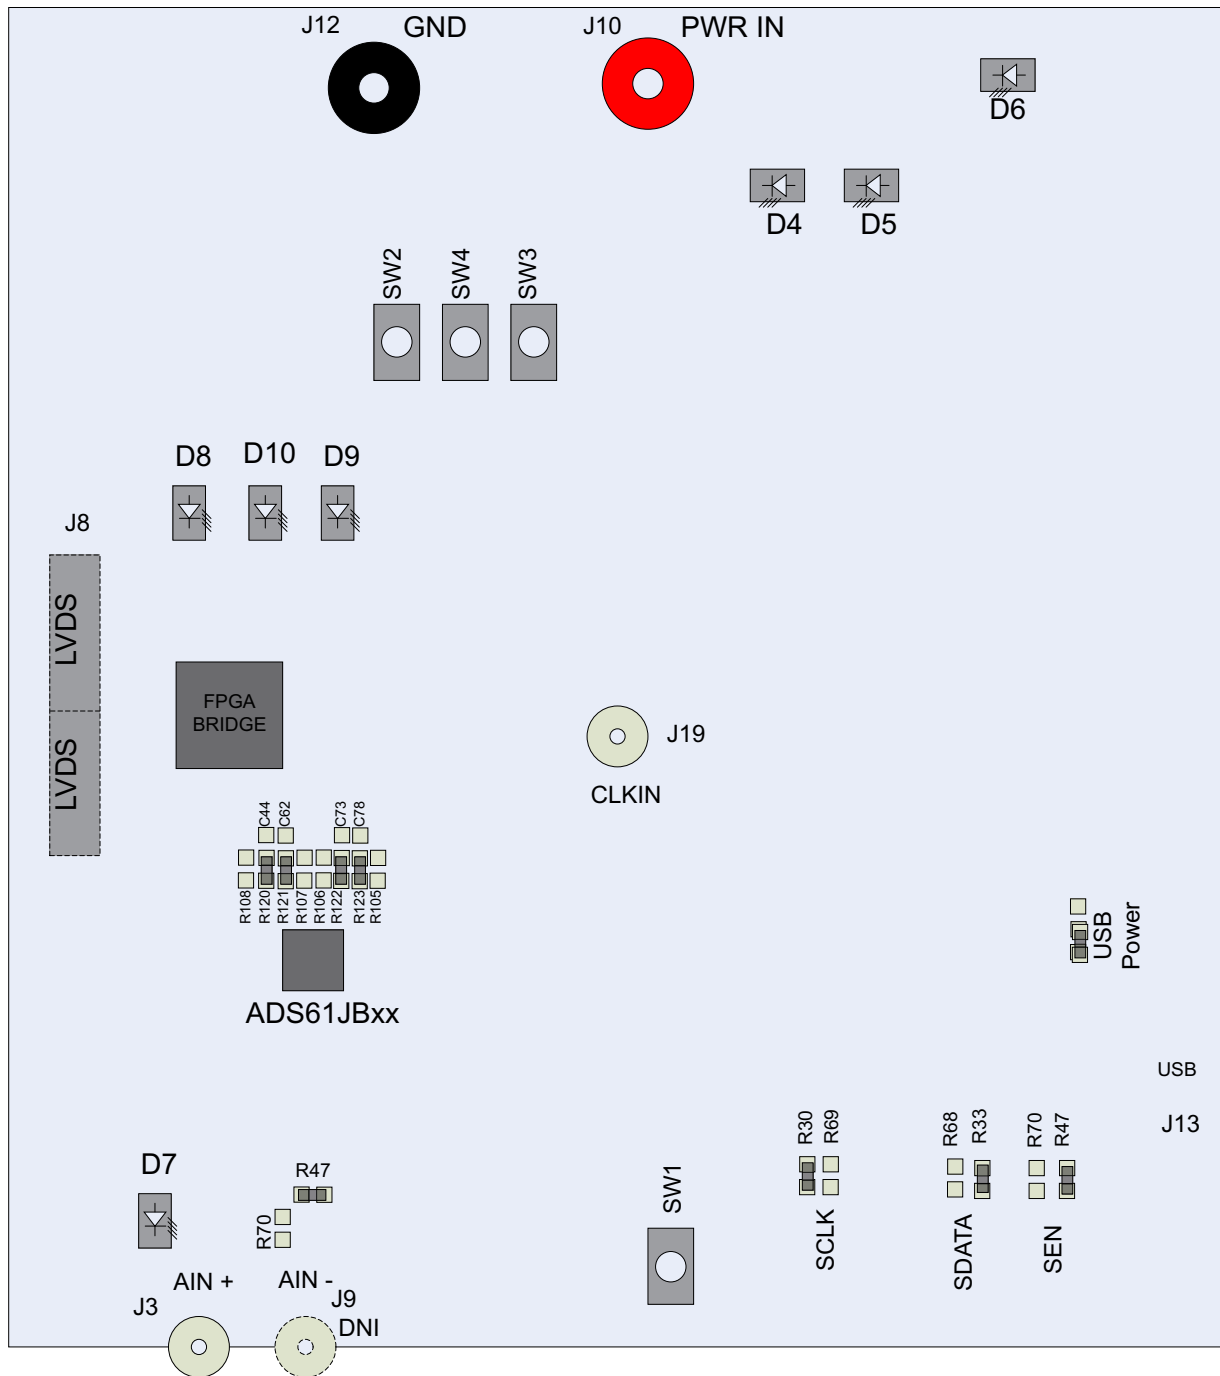 J12
GND
J10
PWR IN
D6
D4
D5
SW2
SW4
SW3
D8
D10
D9
J8
LVDS
LVDS
FPGA
BRIDGE
J19
CLKIN
C44
C62
C73
C78
R108
R120
R121
R107
R106
R122
R123
R105
ADS61JBxx
USB
Power
USB
J13
R30
R69
R68
R33
R70
R47
SCLK
SDATA
SEN
SW1
D7
R47
R70
AIN +
AIN -
J3
J9
DNI